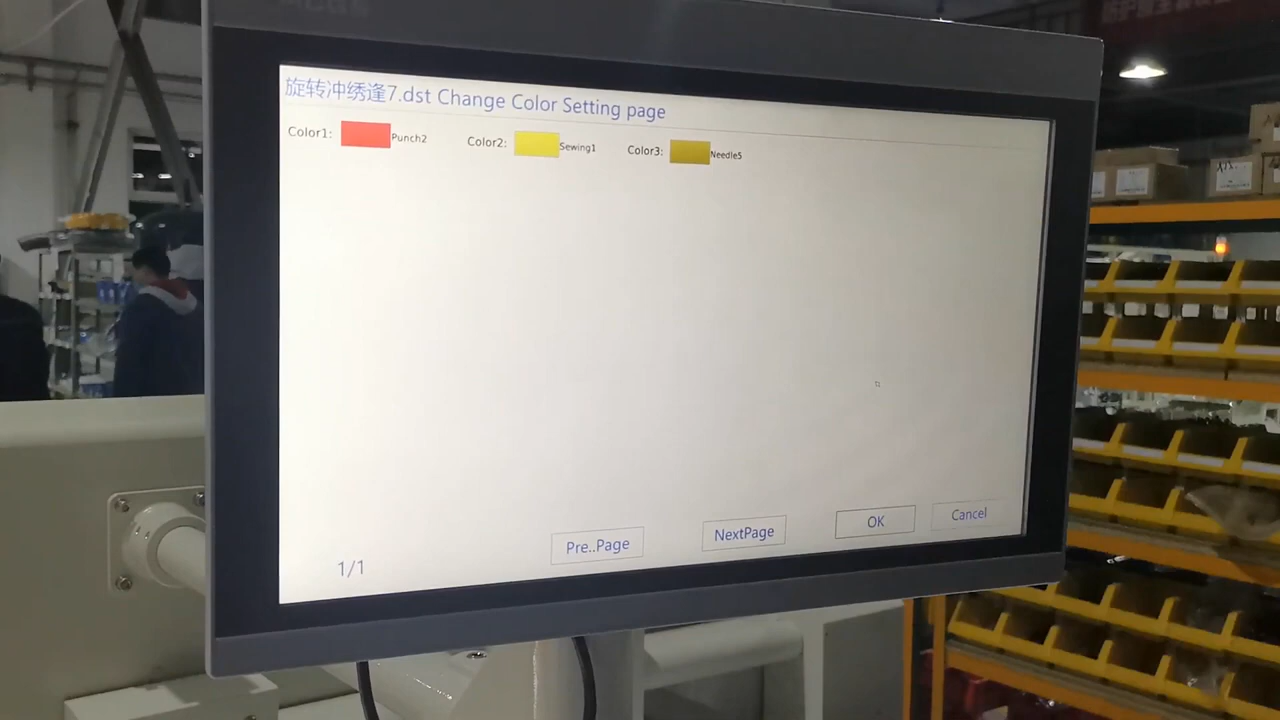 旋转冲绣逢7.dst Change Color Setting page
Color1: Punch2 Color2: Sewing1 Color3: Needle5
Pre..Page NextPage OK Cancel
1/1